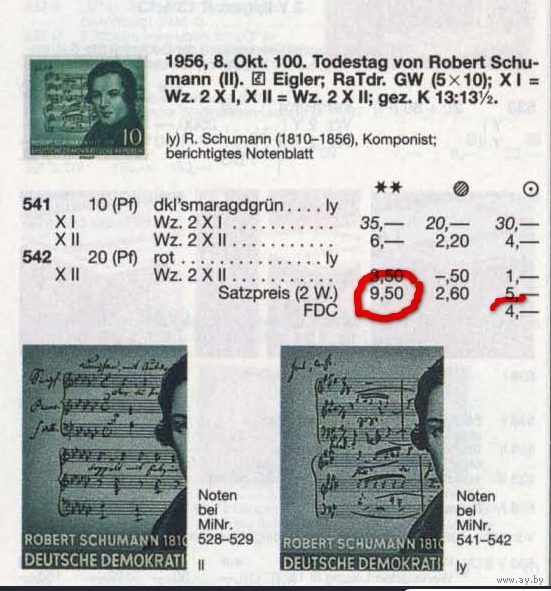 1956, 8. Okt. 100. Todestag von Robert Schu-
mann (II). Eigler; RaTdr. GW (5×10); X I =
Wz. 2 X I, X II = Wz. 2 X II; gez. K 13:13½.
10
ROBERT SCHUMANN
DEUTSCHE DEMOKRATISCHE REPUBLIK
ly) R. Schumann (1810–1856), Komponist;
berichtigtes Notenblatt
541 10 (Pf) dkl'smaragdgrün . . . . ly
X I Wz. 2 X I . . . . . . . . . . . . 35,— 20,— 30,—
X II Wz. 2 X II . . . . . . . . . . . 6,— 2,20 4,—
542 20 (Pf) rot . . . . . . . . . . . . . . . . . ly
X II Wz. 2 X II . . . . . . . . . . . 3,50 –,50 1,—
Satzpreis (2 W.) 9,50 2,60 5,—
FDC 4,—
Noten
bei
MiNr.
528–529
ROBERT SCHUMANN 1810
DEUTSCHE DEMOKRATI
ll
Noten
bei
MiNr.
541–542
ROBERT SCHUMANN 1810
DEUTSCHE DEMOKRATI
ly
www.ay.by